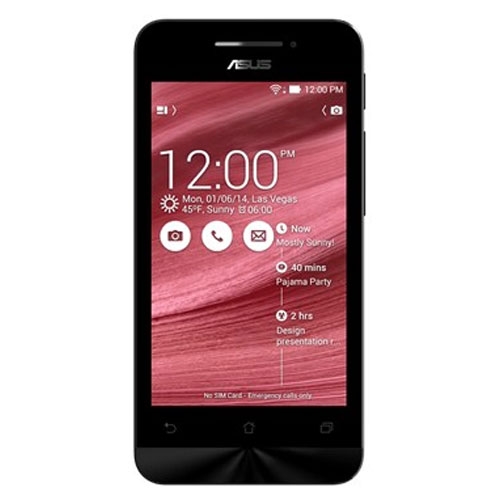 ASUS
12:00 PM
12:00 PM
Mon, 01/06/14, Las Vegas
45°F, Sunny 06:00
Now
Mostly Sunny!
40 mins
Pajama Party
2 hrs
Design
presentation r...
No SIM Card - Emergency calls only